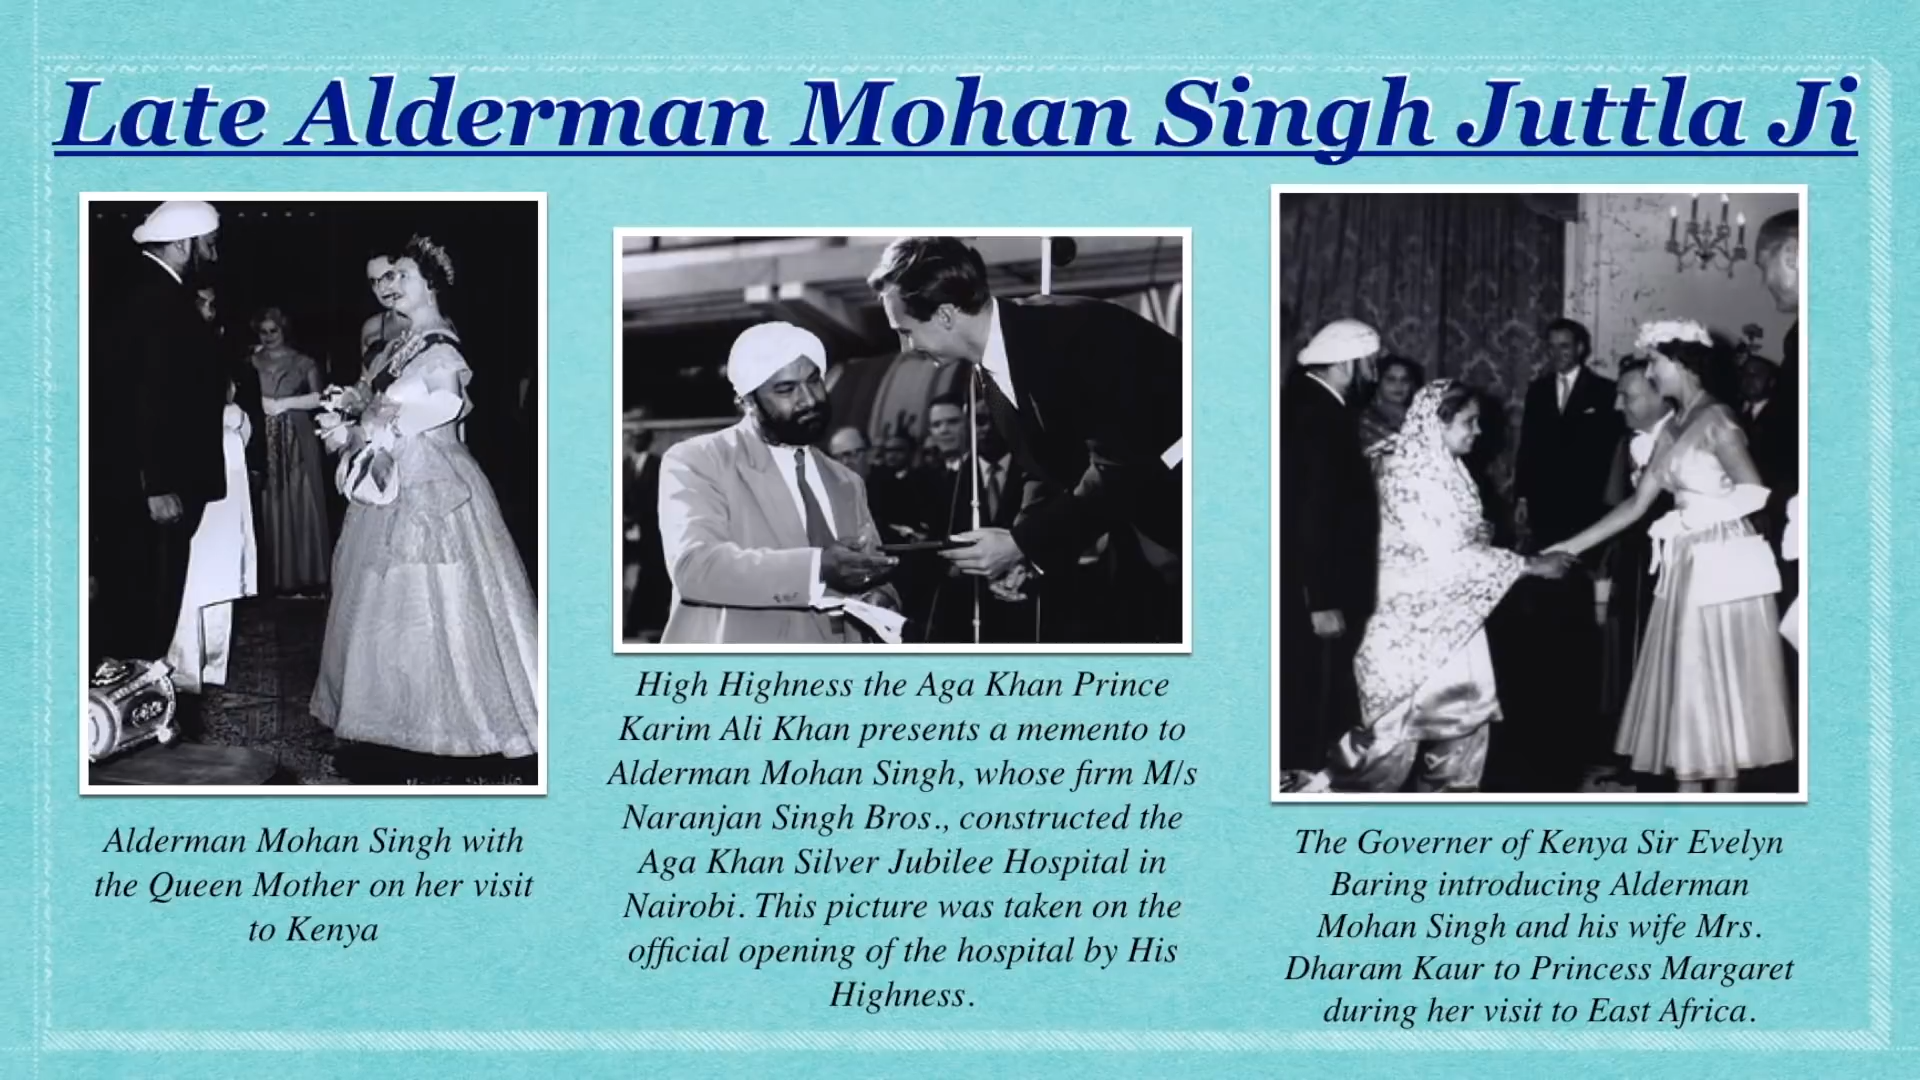 Late Alderman Mohan Singh Juttla Ji
Alderman Mohan Singh with
the Queen Mother on her visit
to Kenya
High Highness the Aga Khan Prince
Karim Ali Khan presents a memento to
Alderman Mohan Singh, whose firm M/s
Naranjan Singh Bros., constructed the
Aga Khan Silver Jubilee Hospital in
Nairobi. This picture was taken on the
official opening of the hospital by His
Highness.
The Governer of Kenya Sir Evelyn
Baring introducing Alderman
Mohan Singh and his wife Mrs.
Dharam Kaur to Princess Margaret
during her visit to East Africa.